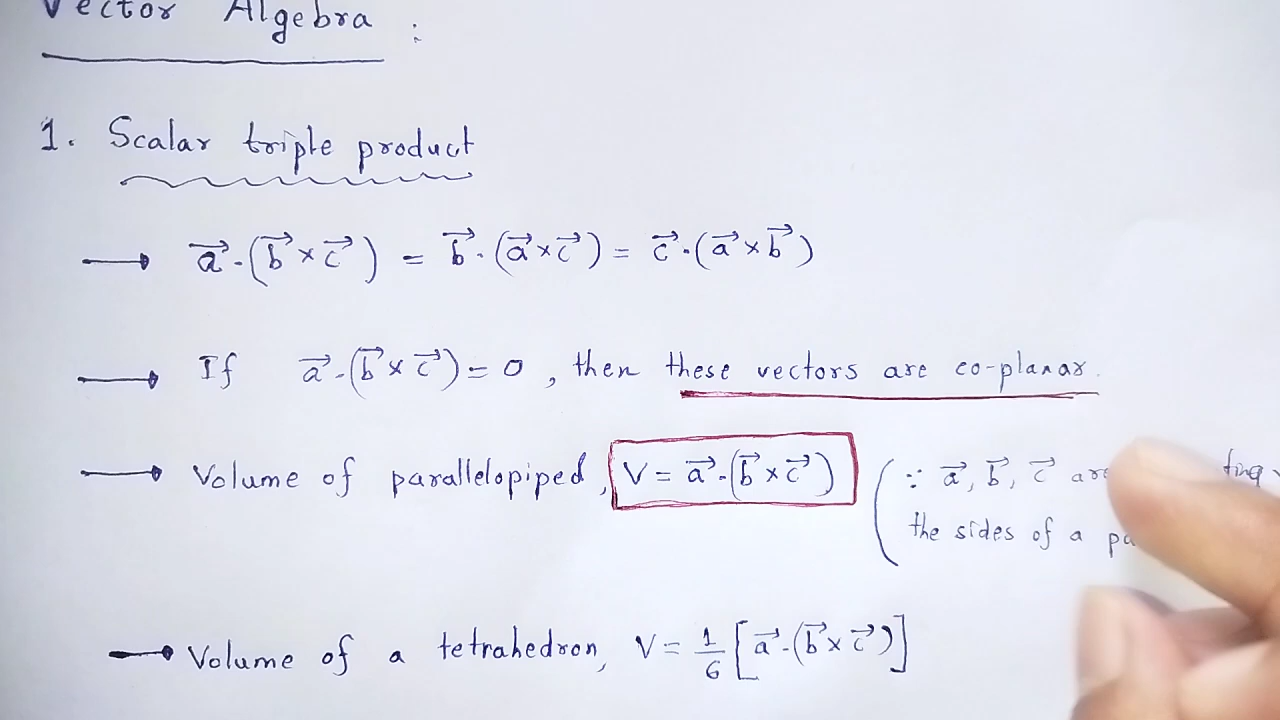 Vector Algebra :
1. Scalar triple product
→ a⃗.(b⃗×c⃗) = b⃗.(a⃗×c⃗) = c⃗.(a⃗×b⃗)
→ If a⃗.(b⃗×c⃗) = 0, then these vectors are co-planar.
→ Volume of parallelopiped, V = a⃗.(b⃗×c⃗) (∵ a⃗, b⃗, c⃗ are
the sides of a
→ Volume of a tetrahedron, V = 1/6 [a⃗.(b⃗×c⃗)]